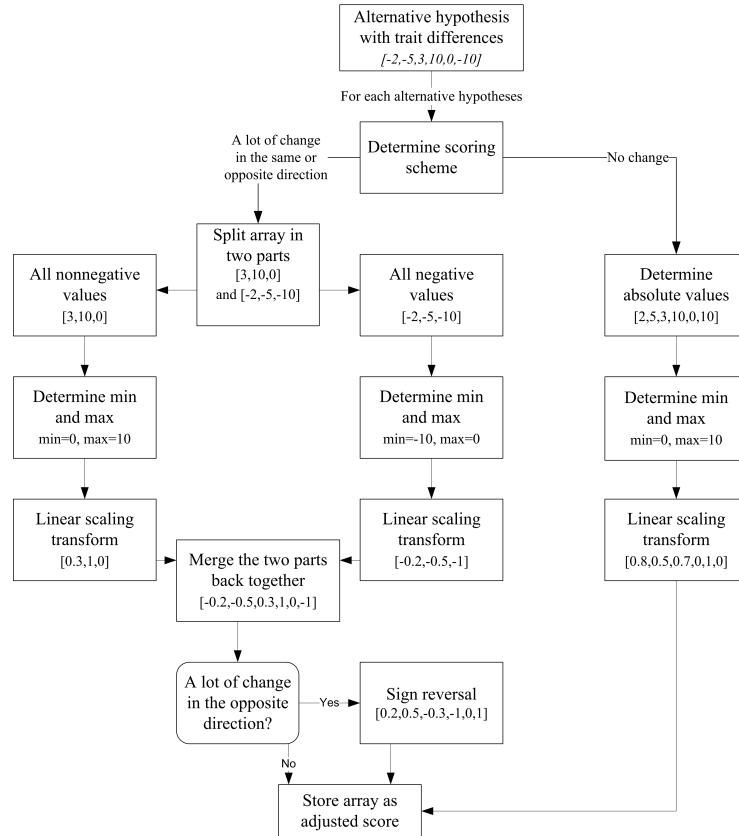 Alternative hypothesis
with trait differences
[-2,-5,3,10,0,-10]
For each alternative hypotheses
Determine scoring
scheme
A lot of change
in the same or
opposite direction
No change
Split array in
two parts
[3,10,0]
and [-2,-5,-10]
All nonnegative
values
[3,10,0]
All negative
values
[-2,-5,-10]
Determine
absolute values
[2,5,3,10,0,10]
Determine min
and max
min=0, max=10
Determine min
and max
min=-10, max=0
Determine min
and max
min=0, max=10
Linear scaling
transform
[0.3,1,0]
Linear scaling
transform
[-0.2,-0.5,-1]
Linear scaling
transform
[0.8,0.5,0.7,0,1,0]
Merge the two parts
back together
[-0.2,-0.5,0.3,1,0,-1]
A lot of change
in the opposite
direction?
Yes
Sign reversal
[0.2,0.5,-0.3,-1,0,1]
No
Store array as
adjusted score